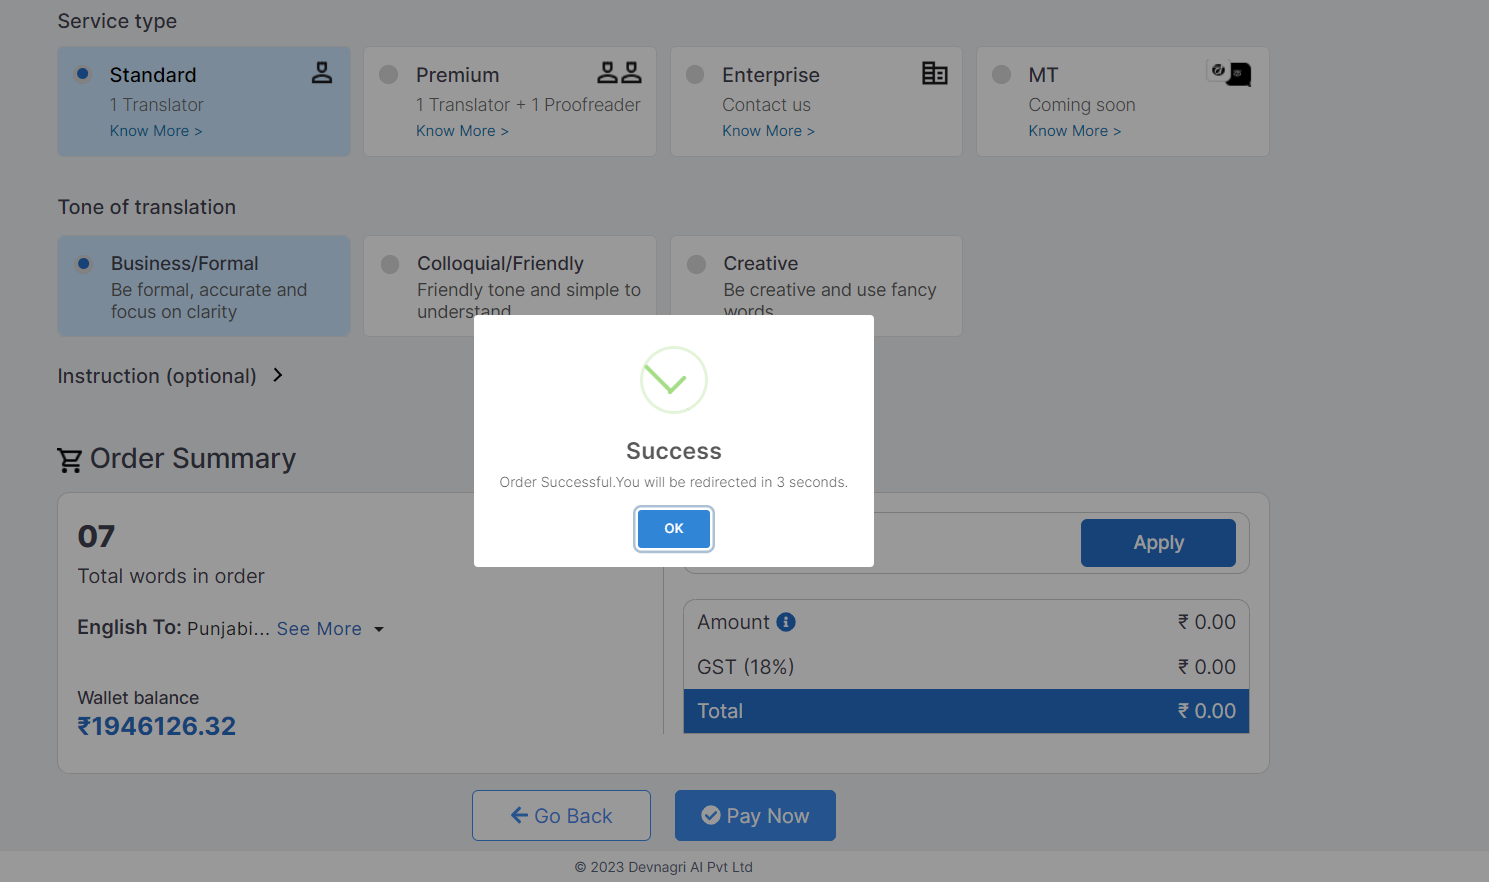 Service type
Standard
1 Translator
Know More >
Premium
1 Translator + 1 Proofreader
Know More >
Enterprise
Contact us
Know More >
MT
Coming soon
Know More >
Tone of translation
Business/Formal
Be formal, accurate and
focus on clarity
Colloquial/Friendly
Friendly tone and simple to
understand
Creative
Be creative and use fancy
words
Instruction (optional)
Success
Order Successful.You will be redirected in 3 seconds.
OK
Order Summary
07
Total words in order
English To: Punjabi... See More
Wallet balance
₹1946126.32
Apply
Amount ₹ 0.00
GST (18%) ₹ 0.00
Total ₹ 0.00
Go Back
Pay Now
© 2023 Devnagri AI Pvt Ltd